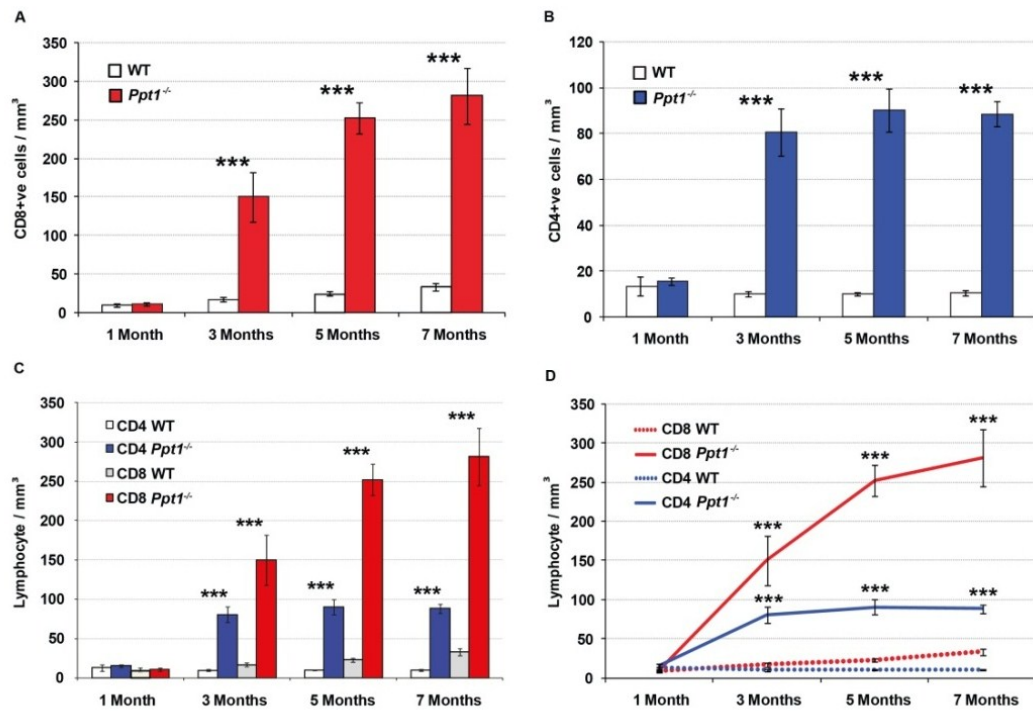 A
350
300
250
200
150
100
50
0
CD8+ve cells / mm³
WT
Ppt1-/-
***
***
***
1 Month
3 Months
5 Months
7 Months
B
120
100
80
60
40
20
0
CD4+ve cells / mm³
WT
Ppt1-/-
***
***
***
1 Month
3 Months
5 Months
7 Months
C
350
300
250
200
150
100
50
0
Lymphocyte / mm³
CD4 WT
CD4 Ppt1-/-
CD8 WT
CD8 Ppt1-/-
***
***
***
***
***
***
1 Month
3 Months
5 Months
7 Months
D
350
300
250
200
150
100
50
0
Lymphocyte / mm³
CD8 WT
CD8 Ppt1-/-
CD4 WT
CD4 Ppt1-/-
***
***
***
***
***
***
1 Month
3 Months
5 Months
7 Months